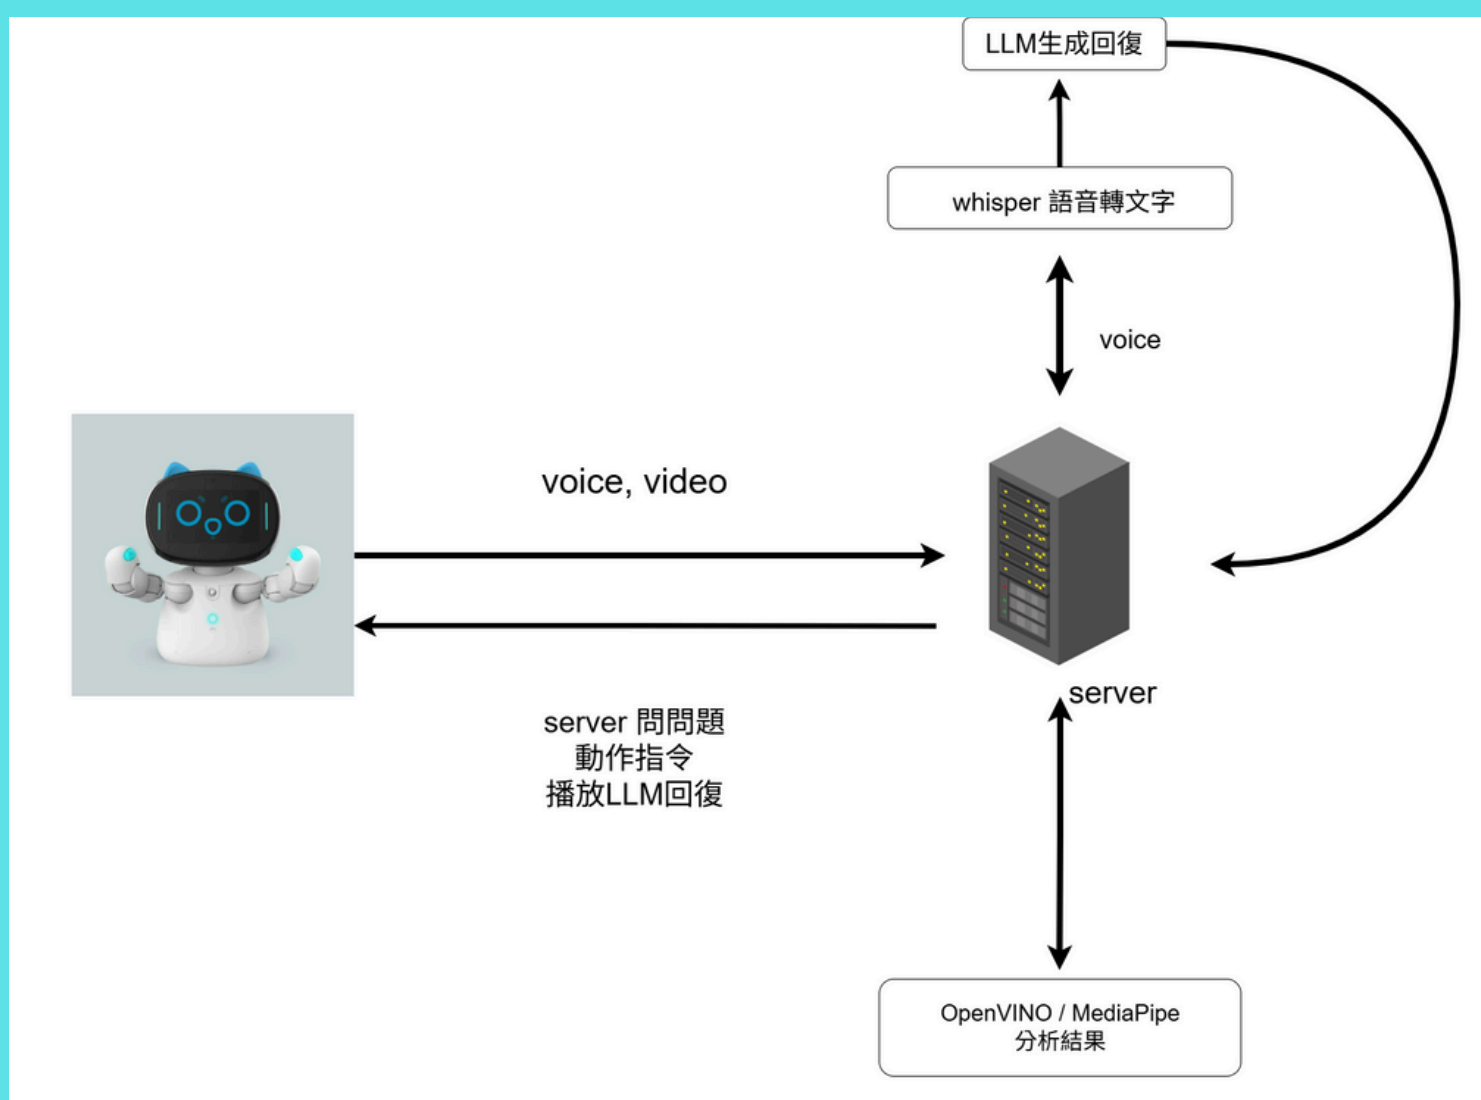 LLM生成回復
whisper 語音轉文字
voice
voice, video
server
server 問問題
動作指令
播放LLM回復
OpenVINO / MediaPipe
分析結果